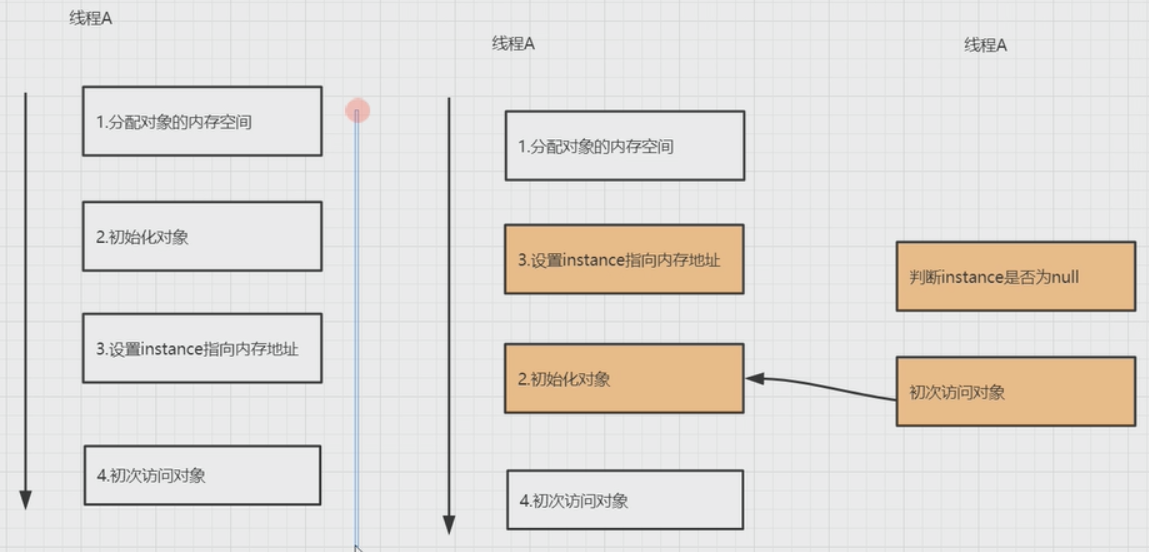 线程A
1.分配对象的内存空间
2.初始化对象
3.设置instance指向内存地址
4.初次访问对象
线程A
1.分配对象的内存空间
3.设置instance指向内存地址
2.初始化对象
4.初次访问对象
线程A
判断instance是否为null
初次访问对象